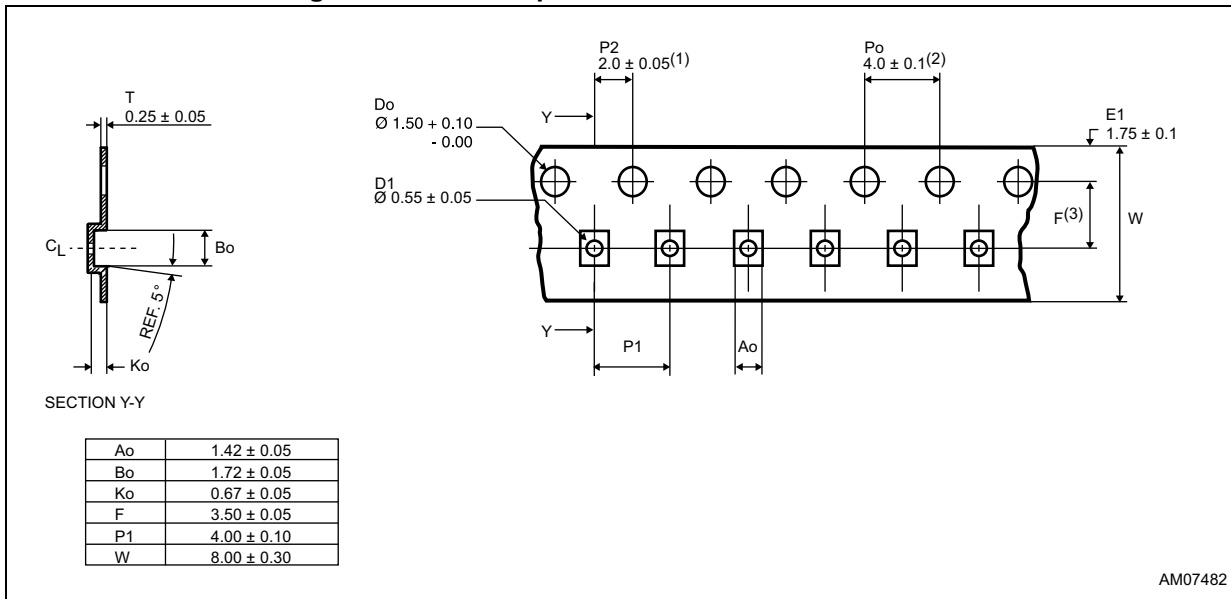 T
0.25 ± 0.05
Bo
CL
REF. 5°
Ko
SECTION Y-Y
P2
2.0 ± 0.05(1)
Po
4.0 ± 0.1(2)
Do
Ø 1.50 + 0.10
- 0.00
Y
E1
1.75 ± 0.1
D1
Ø 0.55 ± 0.05
F(3)
W
Y
P1
Ao
Ao 1.42 ± 0.05
Bo 1.72 ± 0.05
Ko 0.67 ± 0.05
F 3.50 ± 0.05
P1 4.00 ± 0.10
W 8.00 ± 0.30
AM07482